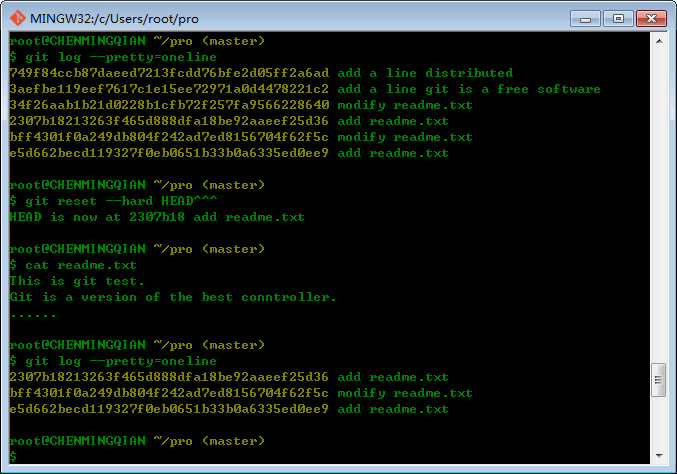 MINGW32:/c/Users/root/pro
root@CHENMINGQIAN ~/pro (master)
$ git log --pretty=oneline
749f84ccb87daeed7213fcdd76bfe2d05ff2a6ad add a line distributed
3aefbe119eef7617c1e15ee72971a0d4478221c2 add a line git is a free software
34f26aab1b21d0228b1cfb72f257fa9566228640 modify readme.txt
2307b18213263f465d888dfa18be92aaeef25d36 add readme.txt
bff4301f0a249db804f242ad7ed8156704f62f5c modify readme.txt
e5d662becd119327f0eb0651b33b0a6335ed0ee9 add readme.txt
root@CHENMINGQIAN ~/pro (master)
$ git reset --hard HEAD^^^
HEAD is now at 2307b18 add readme.txt
root@CHENMINGQIAN ~/pro (master)
$ cat readme.txt
This is git test.
Git is a version of the best conntroller.
......
root@CHENMINGQIAN ~/pro (master)
$ git log --pretty=oneline
2307b18213263f465d888dfa18be92aaeef25d36 add readme.txt
bff4301f0a249db804f242ad7ed8156704f62f5c modify readme.txt
e5d662becd119327f0eb0651b33b0a6335ed0ee9 add readme.txt
root@CHENMINGQIAN ~/pro (master)
$